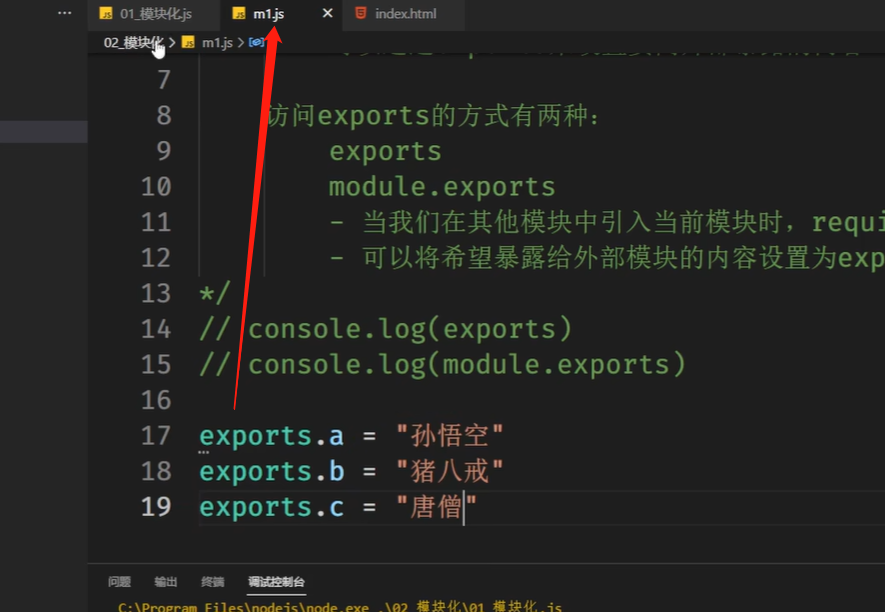 ··· JS 01_模块化.js JS m1.js × index.html
02_模块化 > JS m1.js >
7
8 访问exports的方式有两种：
9 exports
10 module.exports
11 - 当我们在其他模块中引入当前模块时，requi
12 - 可以将希望暴露给外部模块的内容设置为exp
13 */
14 // console.log(exports)
15 // console.log(module.exports)
16
17 exports.a = "孙悟空"
18 exports.b = "猪八戒"
19 exports.c = "唐僧"
问题 输出 终端 调试控制台
C:\Program Files\nodejs\node.exe .\02_模块化\01_模块化.js